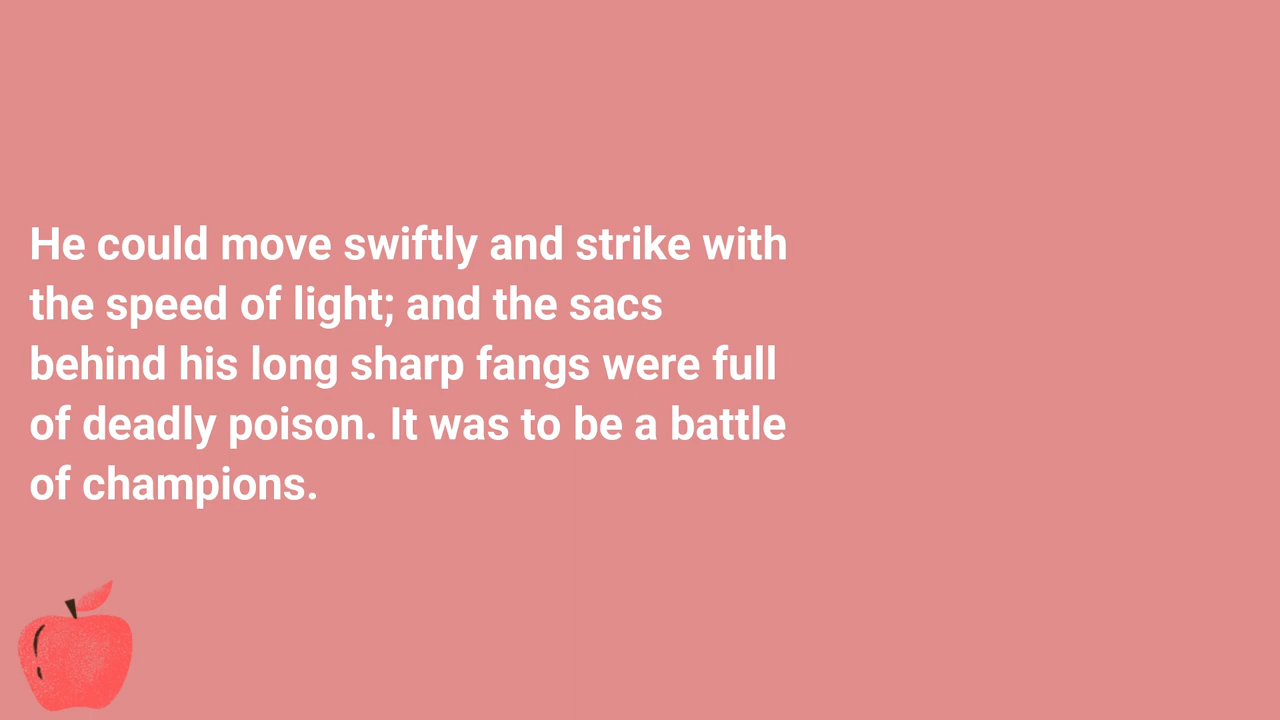 He could move swiftly and strike with
the speed of light; and the sacs
behind his long sharp fangs were full
of deadly poison. It was to be a battle
of champions.